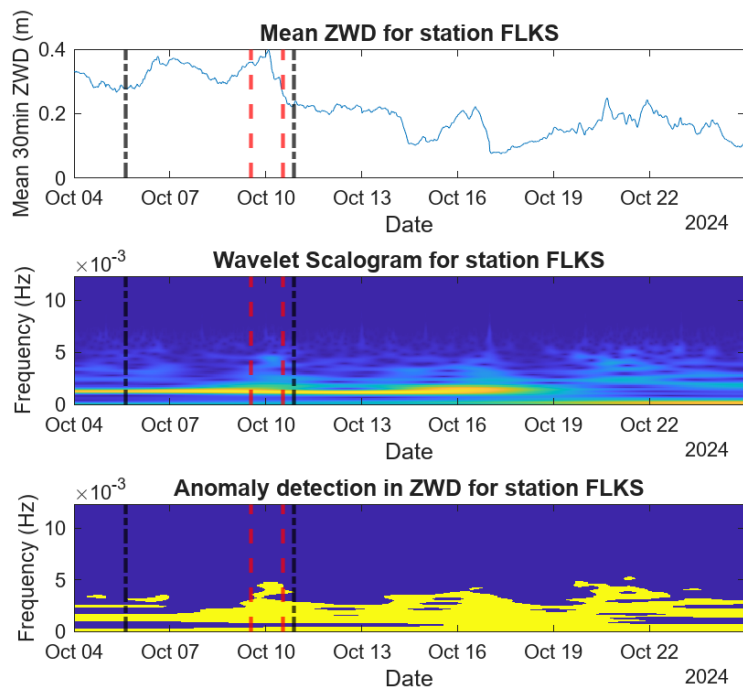 Mean ZWD for station FLKS
Mean 30min ZWD (m)
0.4
0.2
0
Oct 04 Oct 07 Oct 10 Oct 13 Oct 16 Oct 19 Oct 22
Date
2024
Wavelet Scalogram for station FLKS
×10⁻³
Frequency (Hz)
10
5
0
Oct 04 Oct 07 Oct 10 Oct 13 Oct 16 Oct 19 Oct 22
Date
2024
Anomaly detection in ZWD for station FLKS
×10⁻³
Frequency (Hz)
10
5
0
Oct 04 Oct 07 Oct 10 Oct 13 Oct 16 Oct 19 Oct 22
Date
2024